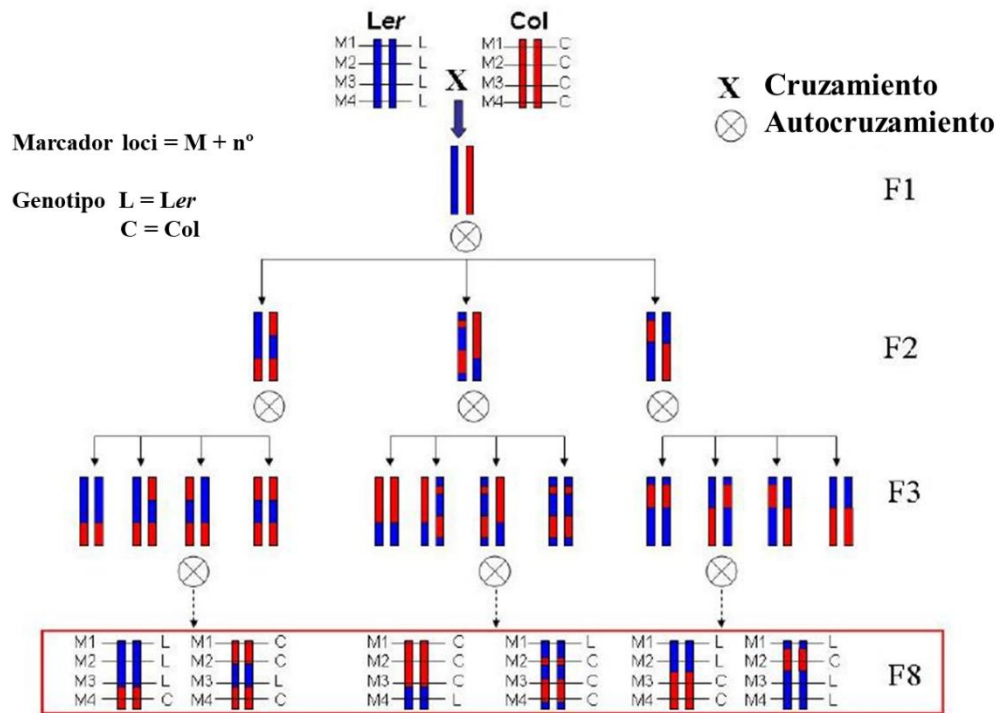 Ler
Col
M1 L
M2 L
M3 L
M4 L
X
M1 C
M2 C
M3 C
M4 C
X Cruzamiento
Autocruzamiento
Marcador loci = M + nº
Genotipo L = Ler
C = Col
F1
F2
F3
M1 L
M2 L
M3 L
M4 C
M1 C
M2 C
M3 L
M4 C
M1 C
M2 C
M3 C
M4 L
M1 L
M2 C
M3 C
M4 C
M1 L
M2 L
M3 C
M4 C
M1 L
M2 C
M3 L
M4 L
F8